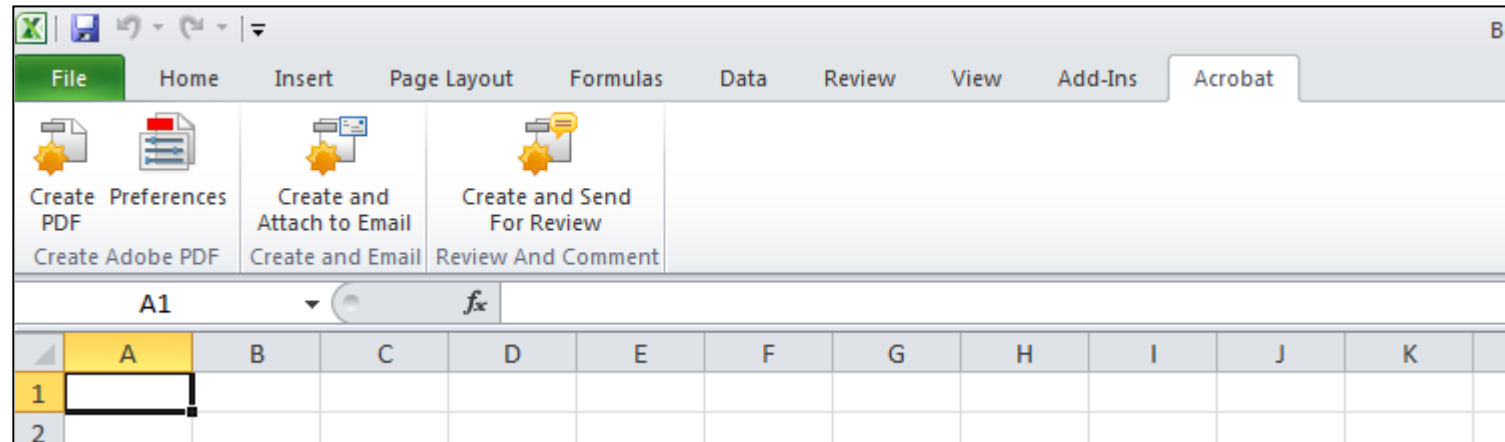 B
File Home Insert Page Layout Formulas Data Review View Add-Ins Acrobat
Create PDF
Preferences
Create and
Attach to Email
Create and Send
For Review
Create Adobe PDF Create and Email Review And Comment
A1 fx
A B C D E F G H I J K
1
2